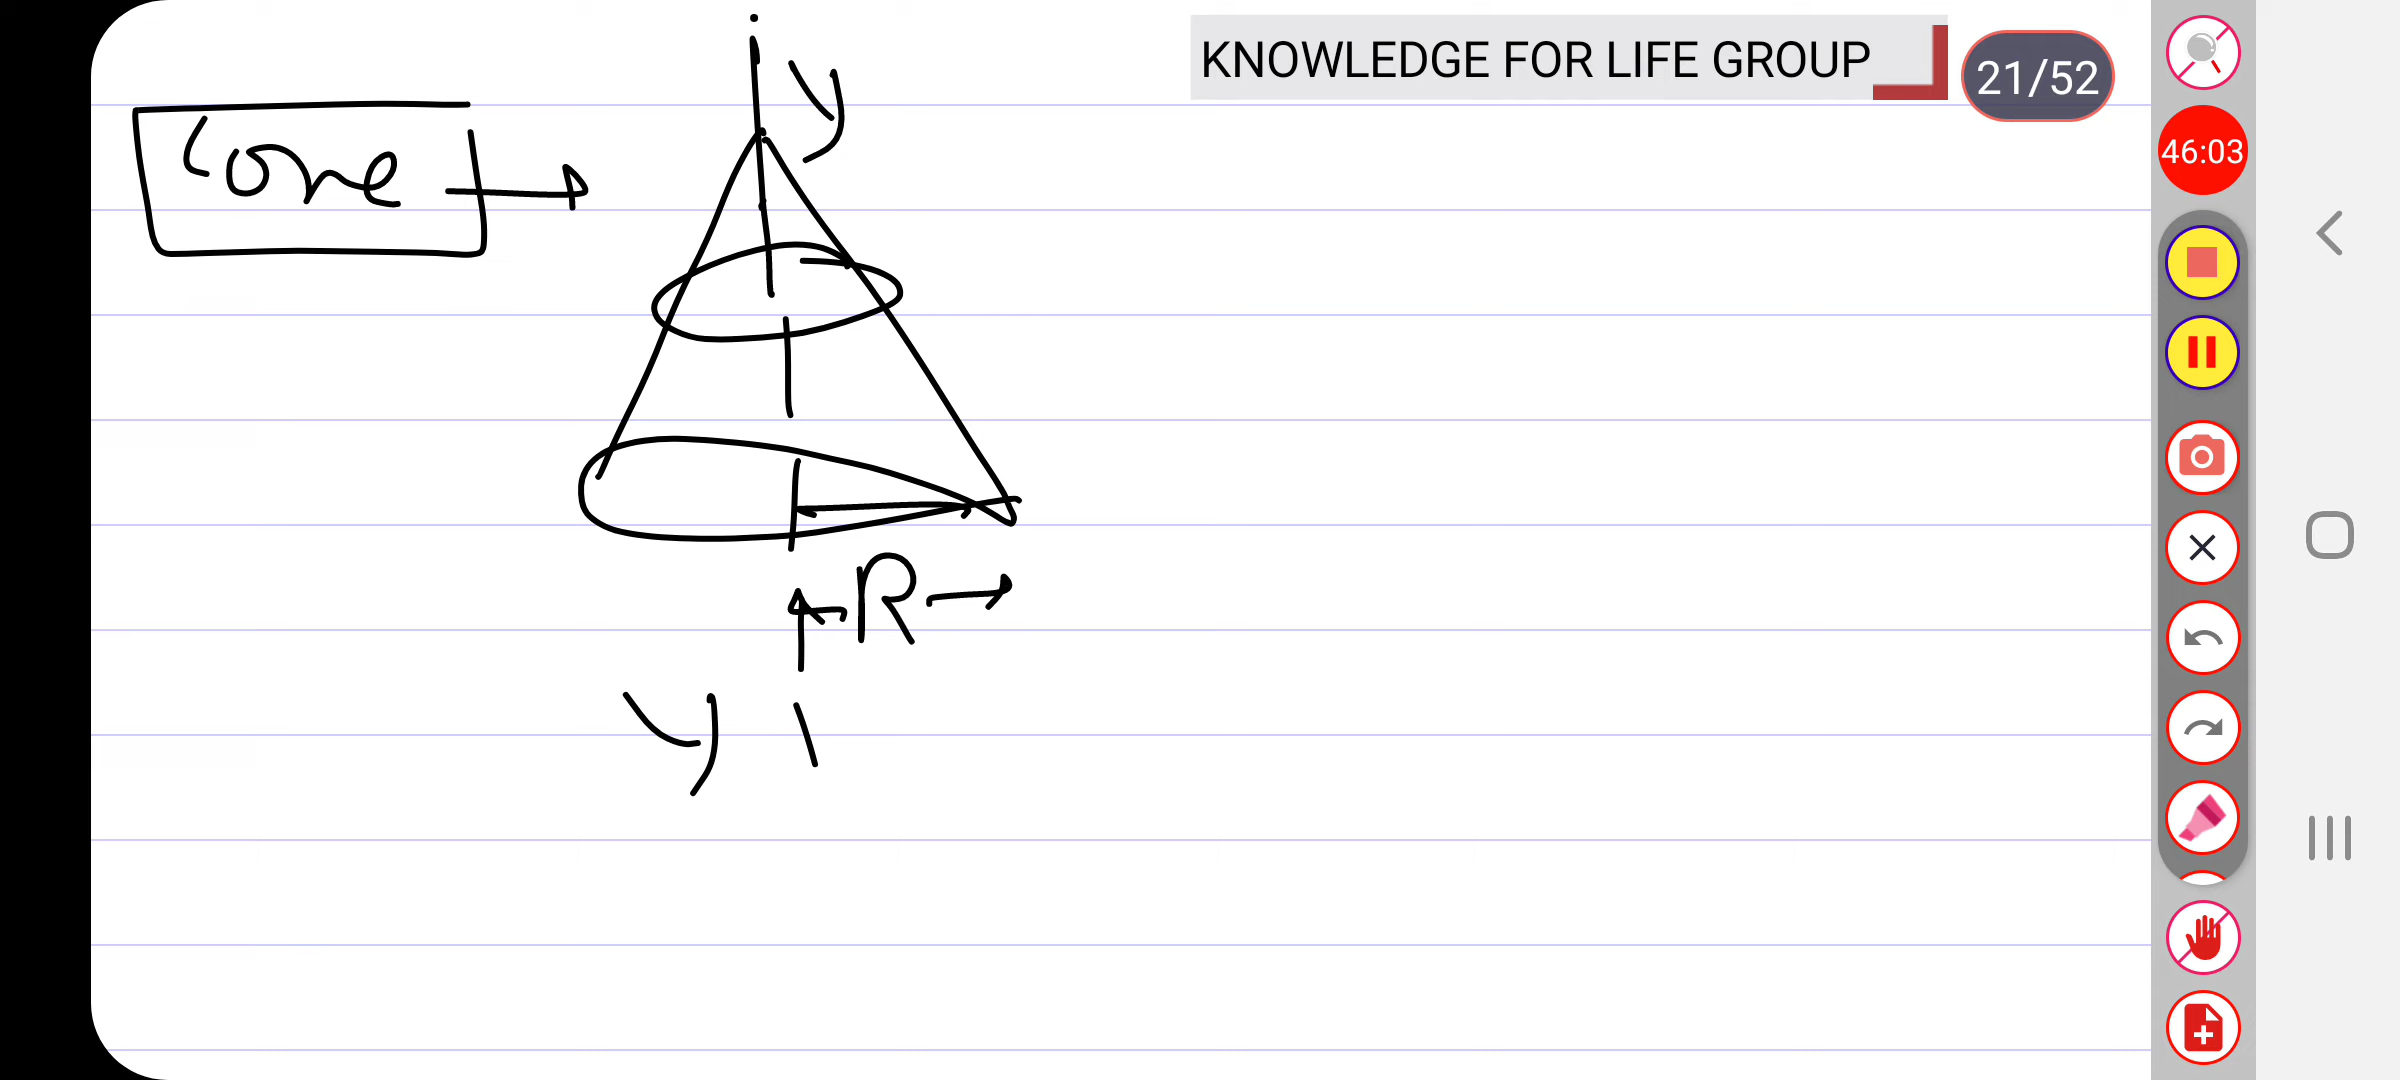 KNOWLEDGE FOR LIFE GROUP
21/52
46:03
Cone
y
R
y